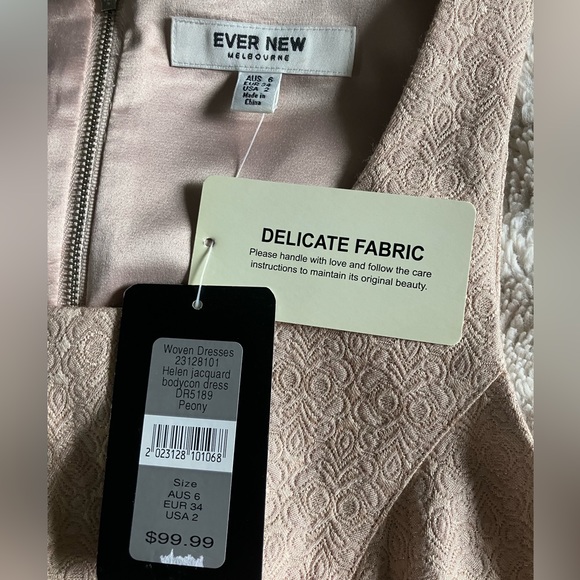 EVER NEW
MELBOURNE
AUS 6
EUR 34
USA 2
Made in
China
DELICATE FABRIC
Please handle with love and follow the care
instructions to maintain its original beauty.
Woven Dresses
23128101
Helen jacquard
bodycon dress
DR5189
Peony
2 023128 101068
Size
AUS 6
EUR 34
USA 2
$99.99